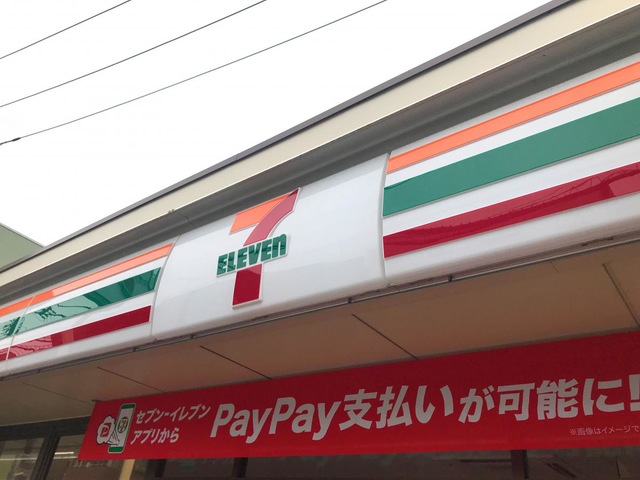 7
ELEVEn
セブン-イレブン
アプリから
PayPay支払いが可能に!!
※画像はイメージで